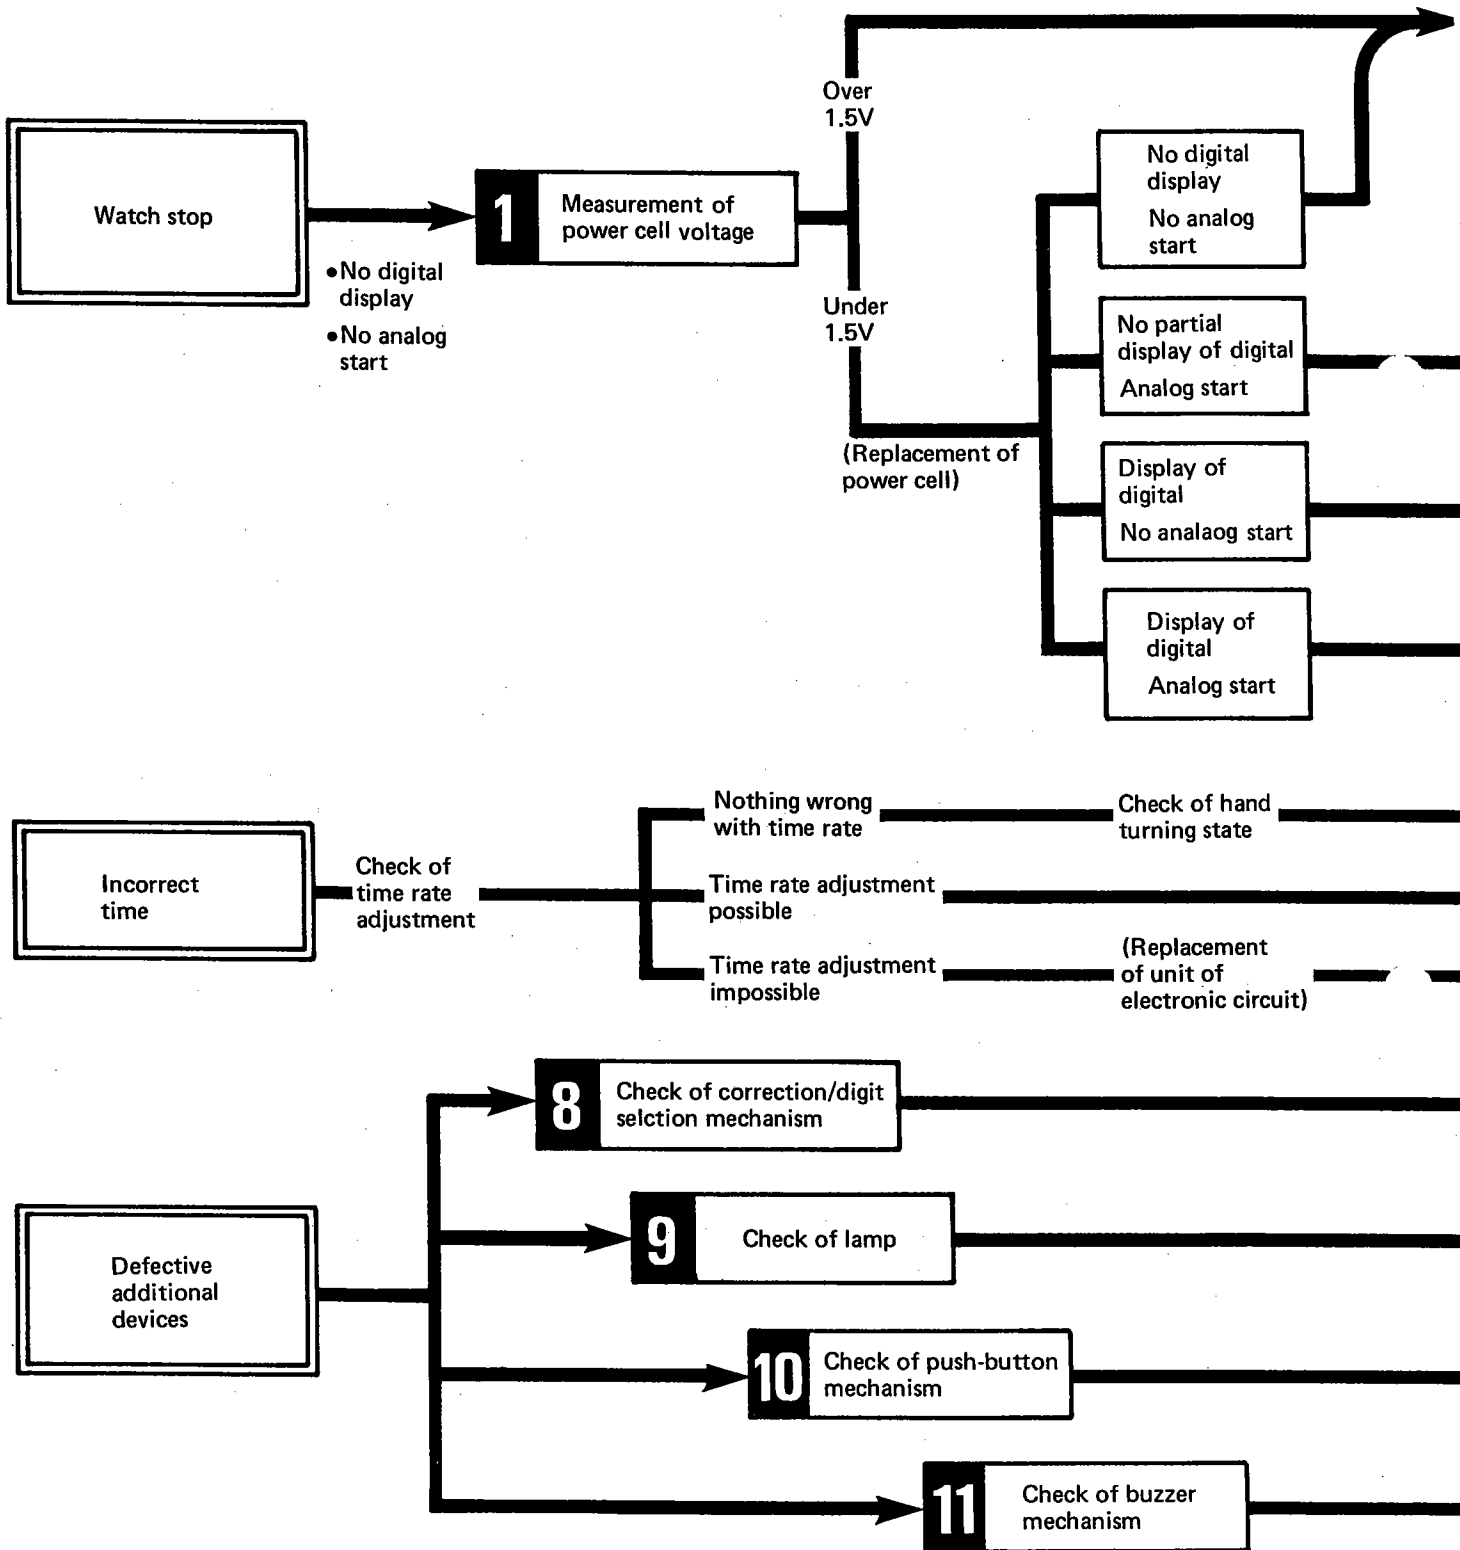 Over
1.5V
Watch stop
●No digital
display
●No analog
start
1
Measurement of
power cell voltage
Under
1.5V
(Replacement of
power cell)
No digital
display
No analog
start
No partial
display of digital
Analog start
Display of
digital
No analaog start
Display of
digital
Analog start
Incorrect
time
Check of
time rate
adjustment
Nothing wrong
with time rate
Check of hand
turning state
Time rate adjustment
possible
Time rate adjustment
impossible
(Replacement
of unit of
electronic circuit)
Defective
additional
devices
8
Check of correction/digit
selction mechanism
9
Check of lamp
10
Check of push-button
mechanism
11
Check of buzzer
mechanism